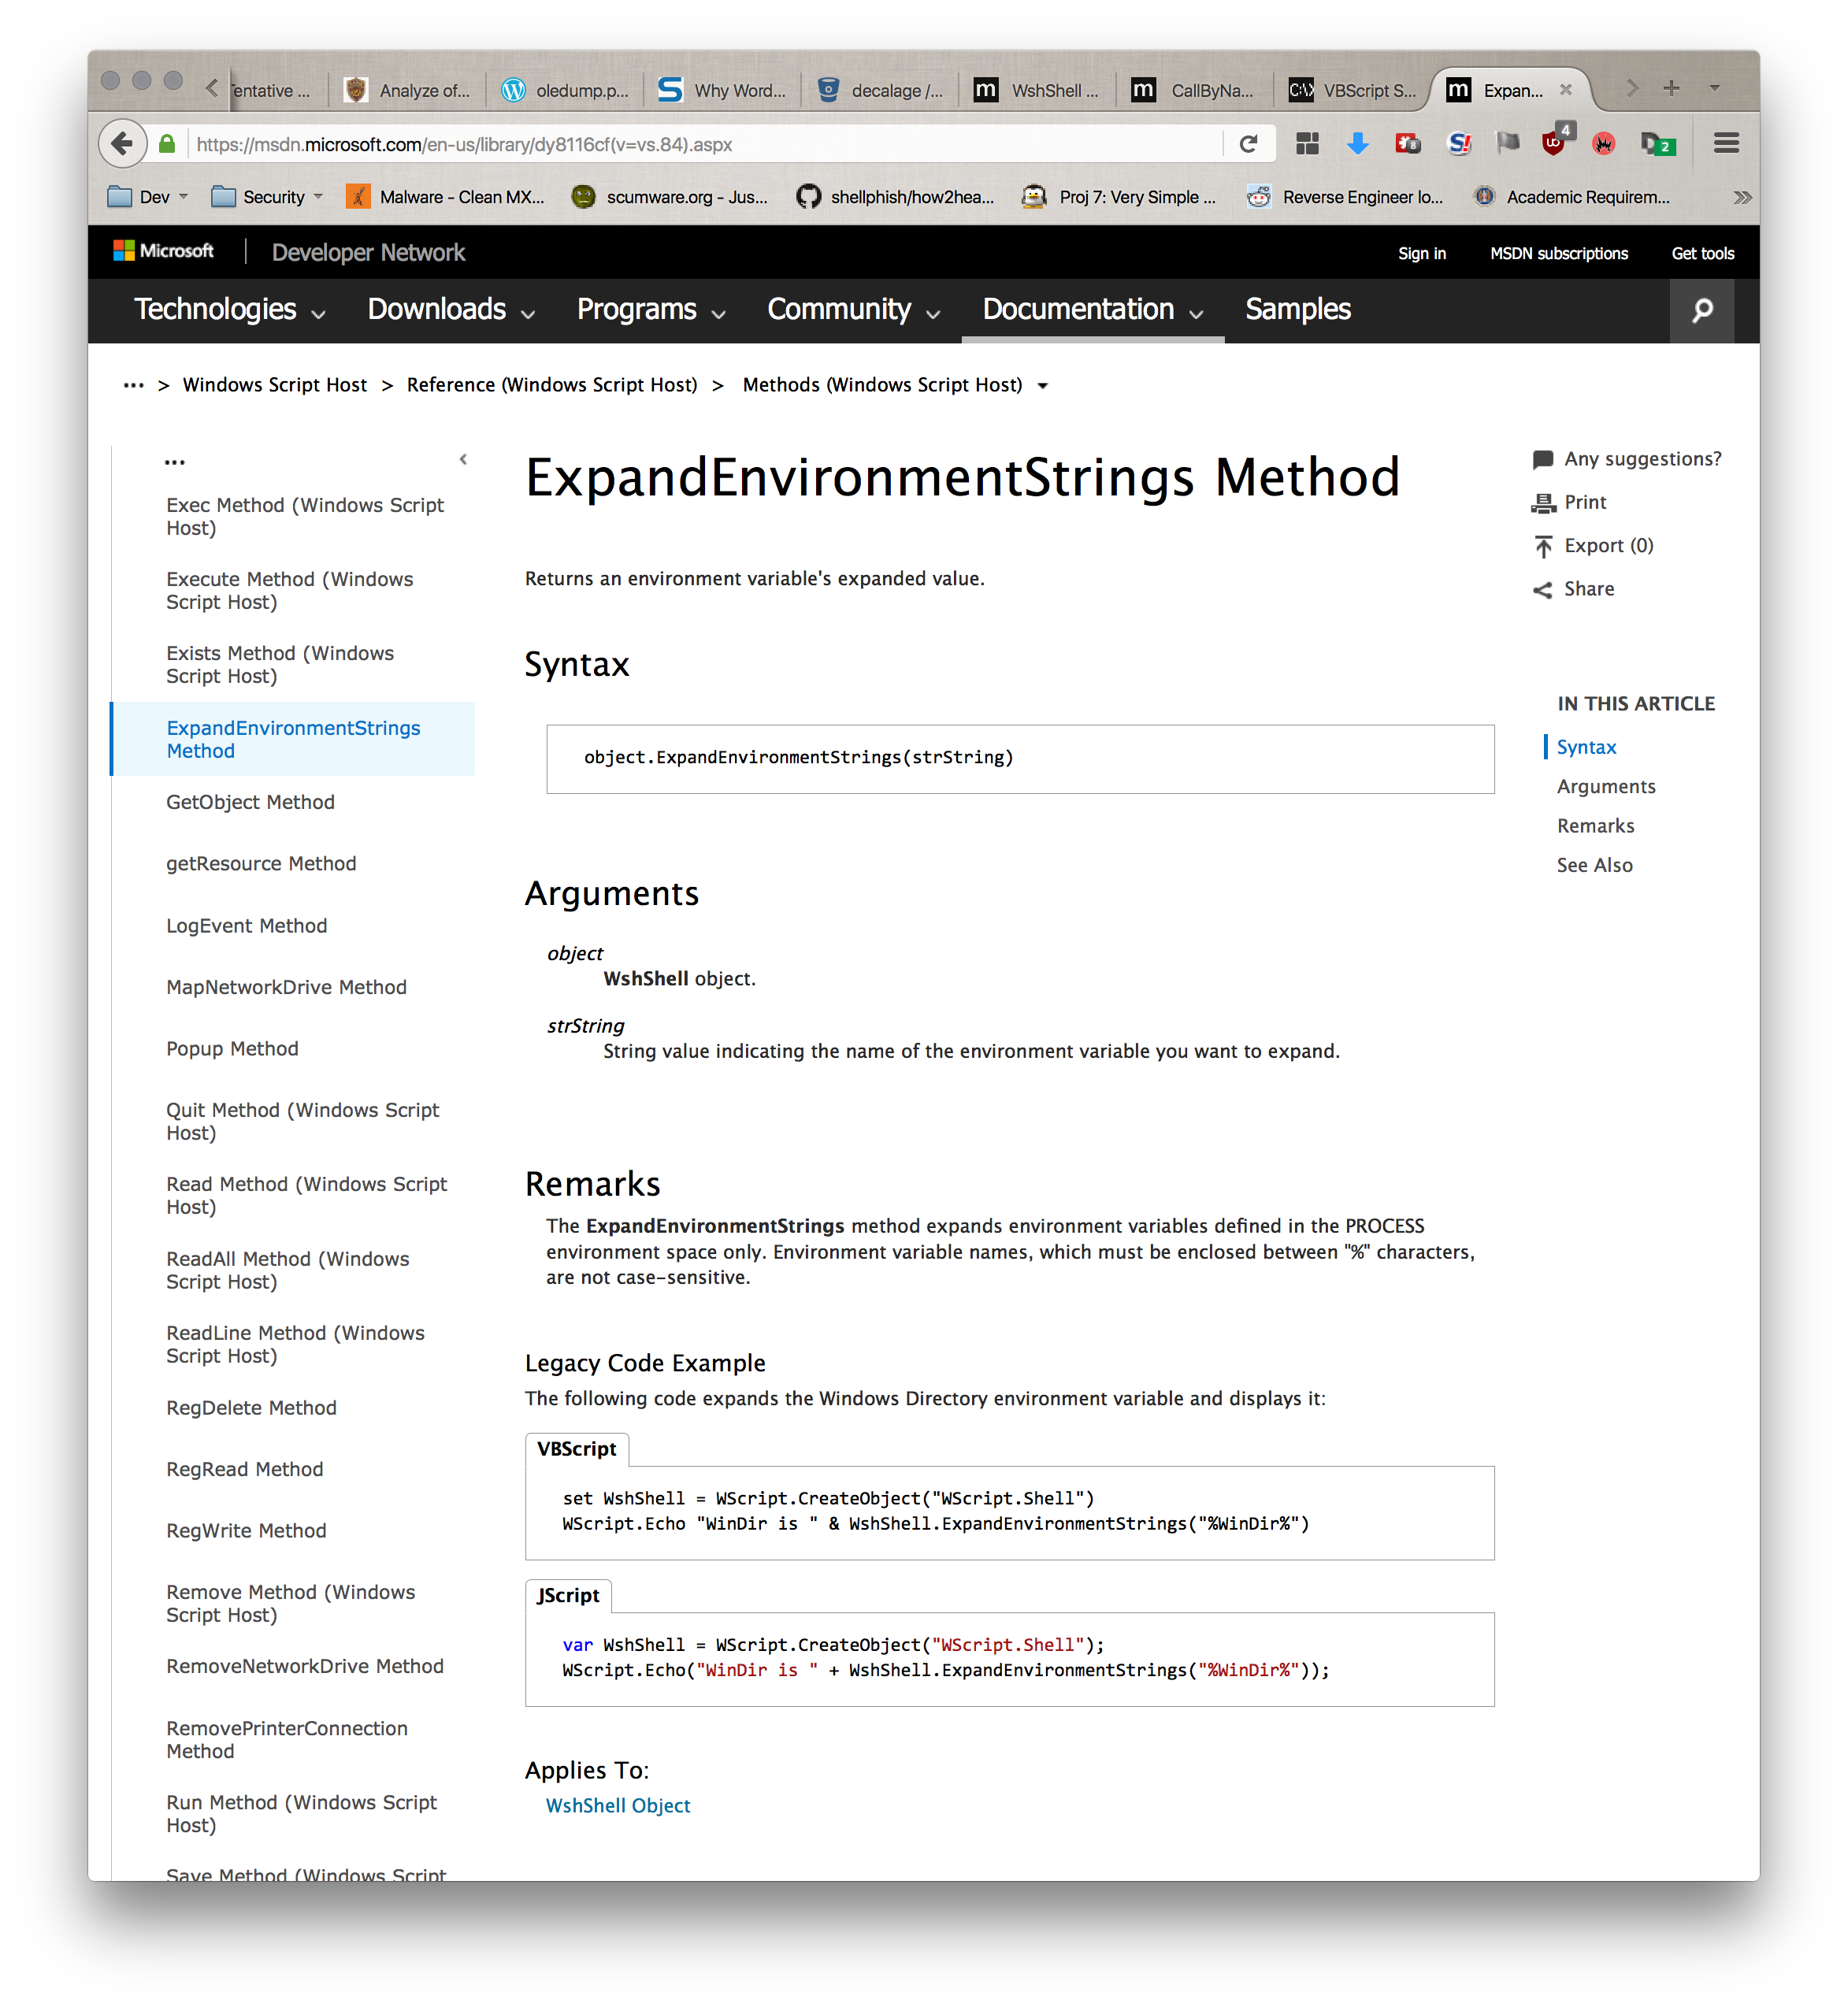 entative ...
Analyze of...
oledump.p...
Why Word...
decalage /...
WshShell ...
CallByNa...
VBScript S...
Expan...
https://msdn.microsoft.com/en-us/library/dy8116cf(v=vs.84).aspx
4
8
2
Dev
Security
Malware - Clean MX...
scumware.org - Jus...
shellphish/how2hea...
Proj 7: Very Simple ...
Reverse Engineer lo...
Academic Requirem...
Microsoft
Developer Network
Sign in
MSDN subscriptions
Get tools
Technologies
Downloads
Programs
Community
Documentation
Samples
... > Windows Script Host > Reference (Windows Script Host) > Methods (Windows Script Host)
...
Exec Method (Windows Script
Host)
Execute Method (Windows
Script Host)
Exists Method (Windows
Script Host)
ExpandEnvironmentStrings
Method
GetObject Method
getResource Method
LogEvent Method
MapNetworkDrive Method
Popup Method
Quit Method (Windows Script
Host)
Read Method (Windows Script
Host)
ReadAll Method (Windows
Script Host)
ReadLine Method (Windows
Script Host)
RegDelete Method
RegRead Method
RegWrite Method
Remove Method (Windows
Script Host)
RemoveNetworkDrive Method
RemovePrinterConnection
Method
Run Method (Windows Script
Host)
Save Method (Windows Script
ExpandEnvironmentStrings Method
Returns an environment variable's expanded value.
Syntax
object.ExpandEnvironmentStrings(strString)
Arguments
object
WshShell object.
strString
String value indicating the name of the environment variable you want to expand.
Remarks
The ExpandEnvironmentStrings method expands environment variables defined in the PROCESS
environment space only. Environment variable names, which must be enclosed between "%" characters,
are not case-sensitive.
Legacy Code Example
The following code expands the Windows Directory environment variable and displays it:
VBScript
set WshShell = WScript.CreateObject("WScript.Shell")
WScript.Echo "WinDir is " & WshShell.ExpandEnvironmentStrings("%WinDir%")
JScript
var WshShell = WScript.CreateObject("WScript.Shell");
WScript.Echo("WinDir is " + WshShell.ExpandEnvironmentStrings("%WinDir%"));
Applies To:
WshShell Object
Any suggestions?
Print
Export (0)
Share
IN THIS ARTICLE
Syntax
Arguments
Remarks
See Also